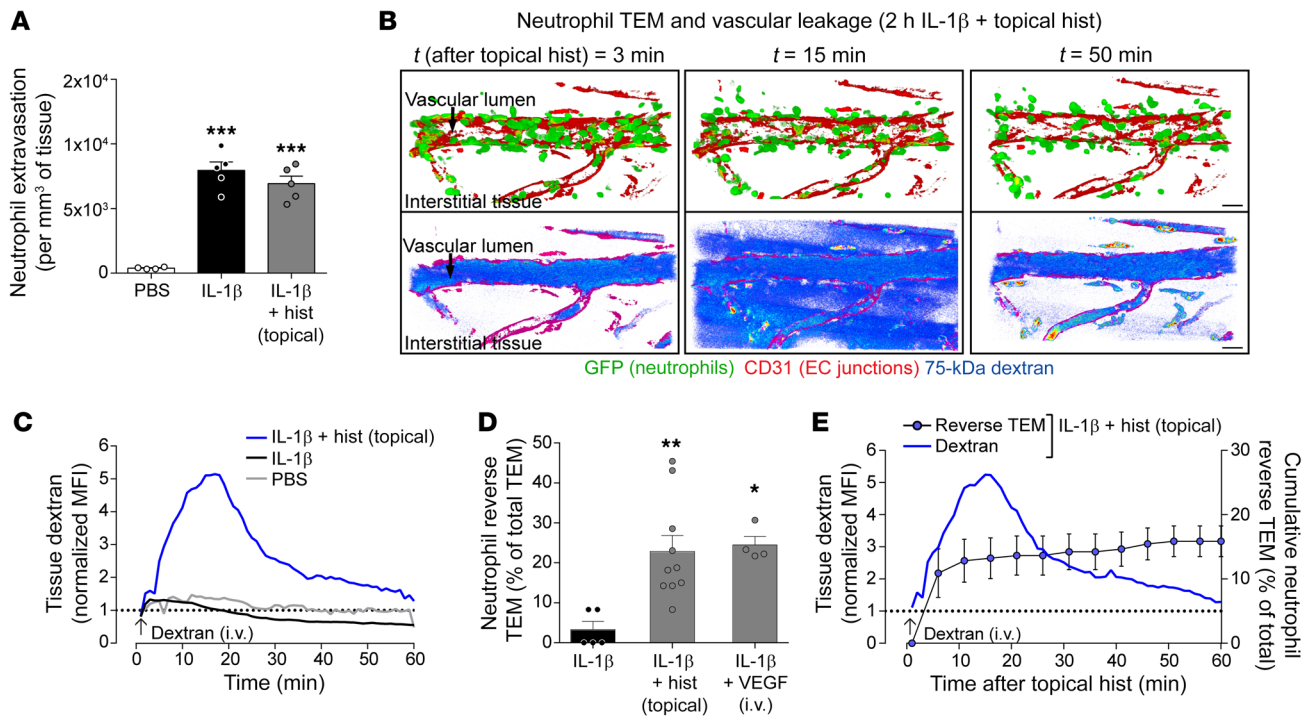 A
Neutrophil extravasation
(per mm³ of tissue)
2x10⁴
1x10⁴
5x10³
0
***
***
PBS
IL-1β
IL-1β
+ hist
(topical)
B
Neutrophil TEM and vascular leakage (2 h IL-1β + topical hist)
t (after topical hist) = 3 min
t = 15 min
t = 50 min
Vascular lumen
Interstitial tissue
Vascular lumen
Interstitial tissue
GFP (neutrophils) CD31 (EC junctions) 75-kDa dextran
C
Tissue dextran
(normalized MFI)
6
5
4
3
2
1
0
IL-1β + hist (topical)
IL-1β
PBS
Dextran (i.v.)
0 10 20 30 40 50 60
Time (min)
D
Neutrophil reverse
TEM (% of total TEM)
50
40
30
20
10
0
**
*
IL-1β
IL-1β
+ hist
(topical)
IL-1β
+ VEGF
(i.v.)
E
Reverse TEM
Dextran
IL-1β + hist (topical)
Tissue dextran
(normalized MFI)
6
5
4
3
2
1
0
Dextran (i.v.)
0 10 20 30 40 50 60
Time after topical hist (min)
30
20
10
0
Cumulative neutrophil
reverse TEM (% of total)